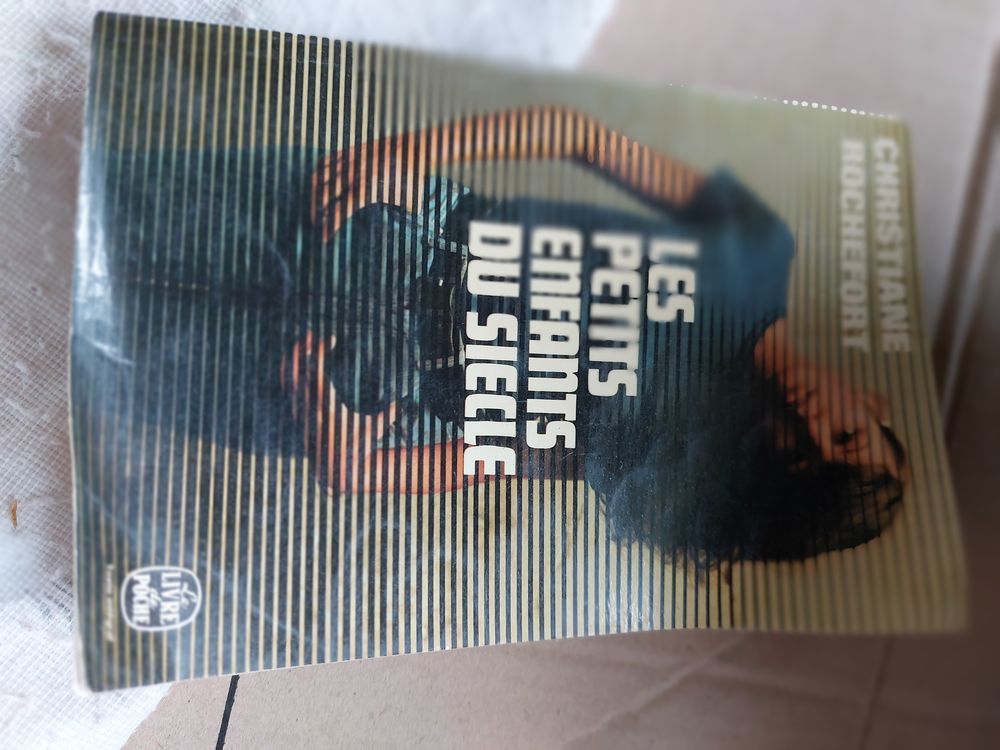 CHRISTIANE
ROCHEFORT
LES
PETITS
ENFANTS
DU SIECLE
Le
LIVRE
de
POCHE